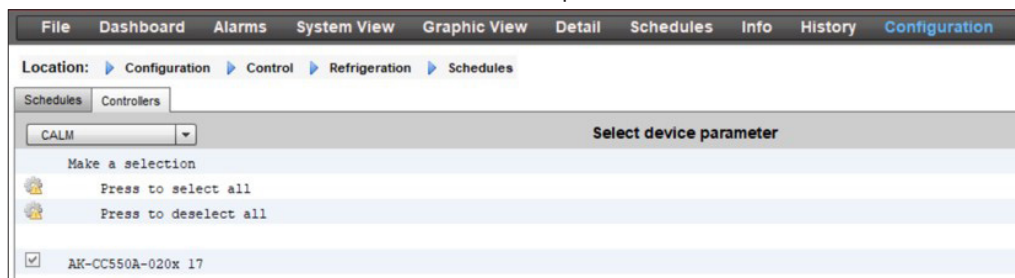 File Dashboard Alarms System View Graphic View Detail Schedules Info History Configuration
Location: Configuration Control Refrigeration Schedules
Schedules Controllers
CALM Select device parameter
Make a selection
Press to select all
Press to deselect all
AK-CC550A-020x 17